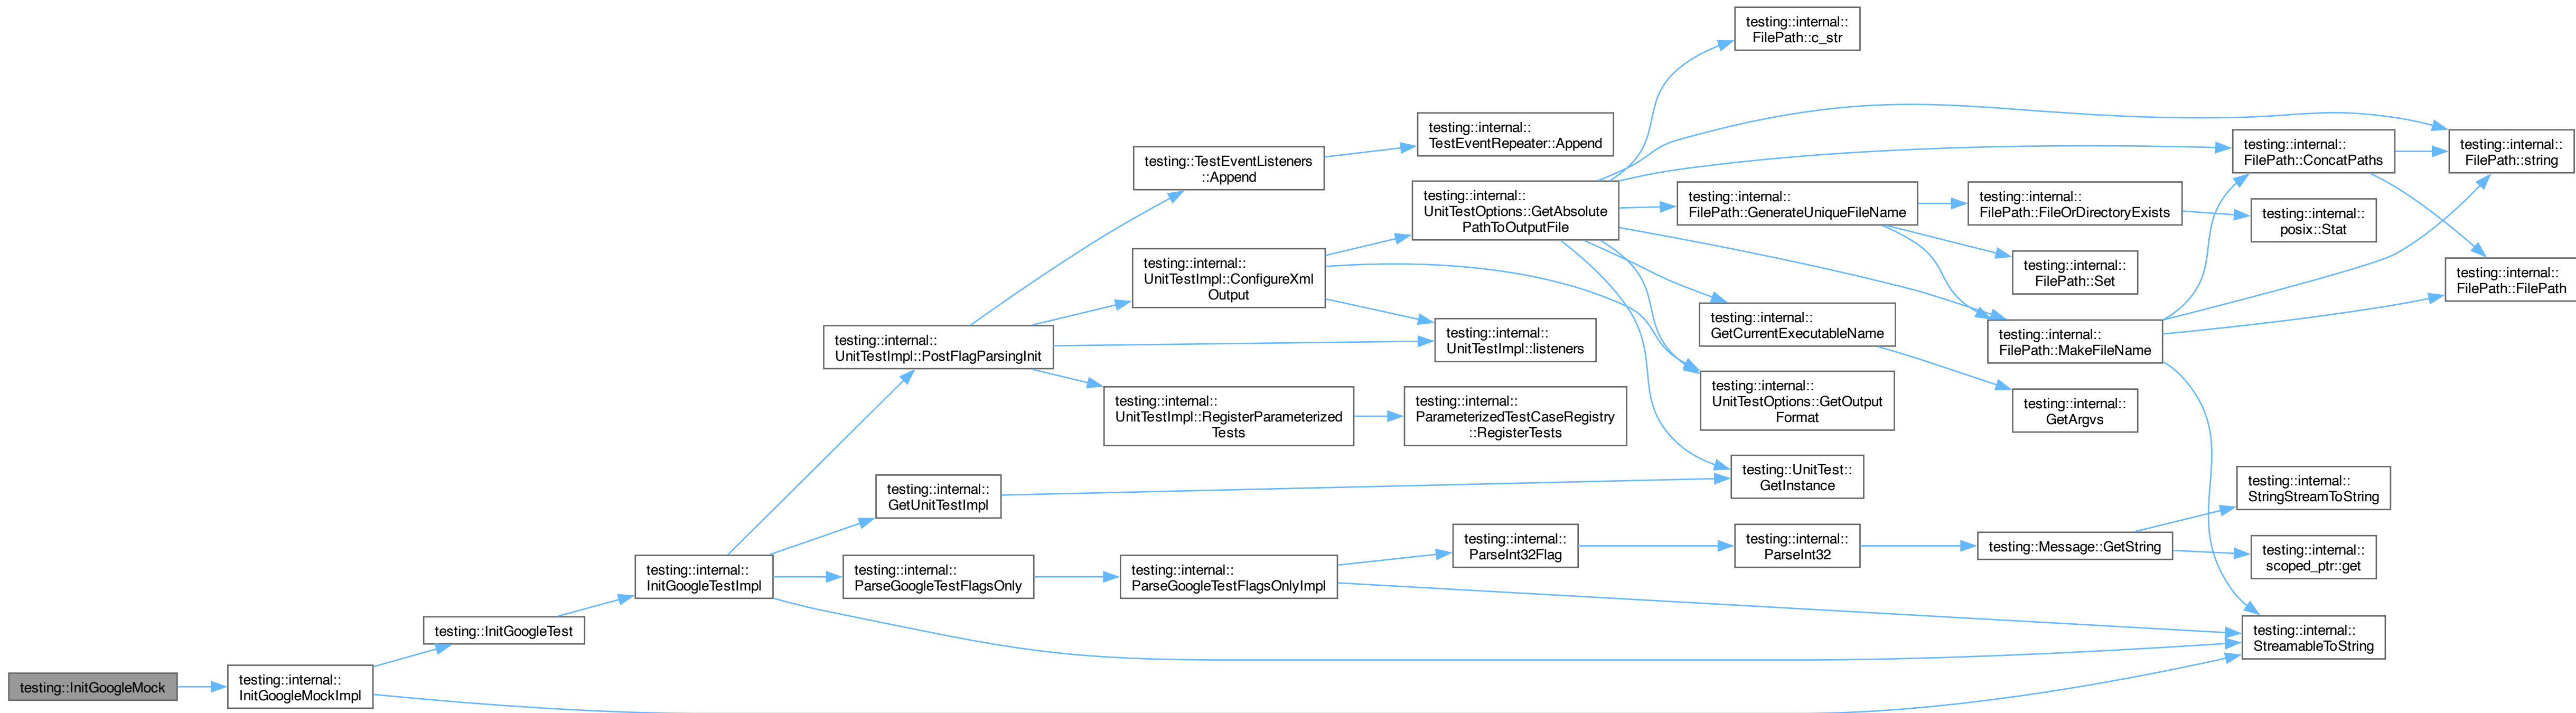 testing::internal::
FilePath::c_str
testing::internal::
TestEventRepeater::Append
testing::TestEventListeners
::Append
testing::internal::
FilePath::ConcatPaths
testing::internal::
FilePath::string
testing::internal::
UnitTestOptions::GetAbsolute
PathToOutputFile
testing::internal::
FilePath::GenerateUniqueFileName
testing::internal::
FilePath::FileOrDirectoryExists
testing::internal::
posix::Stat
testing::internal::
UnitTestImpl::ConfigureXml
Output
testing::internal::
FilePath::Set
testing::internal::
FilePath::FilePath
testing::internal::
GetCurrentExecutableName
testing::internal::
UnitTestImpl::PostFlagParsingInit
testing::internal::
UnitTestImpl::listeners
testing::internal::
FilePath::MakeFileName
testing::internal::
UnitTestImpl::RegisterParameterized
Tests
testing::internal::
ParameterizedTestCaseRegistry
::RegisterTests
testing::internal::
UnitTestOptions::GetOutput
Format
testing::internal::
GetArgvs
testing::internal::
GetUnitTestImpl
testing::UnitTest::
GetInstance
testing::internal::
StringStreamToString
testing::internal::
InitGoogleTestImpl
testing::internal::
ParseGoogleTestFlagsOnly
testing::internal::
ParseGoogleTestFlagsOnlyImpl
testing::internal::
ParseInt32Flag
testing::internal::
ParseInt32
testing::Message::GetString
testing::internal::
scoped_ptr::get
testing::InitGoogleTest
testing::internal::
StreamableToString
testing::InitGoogleMock
testing::internal::
InitGoogleMockImpl